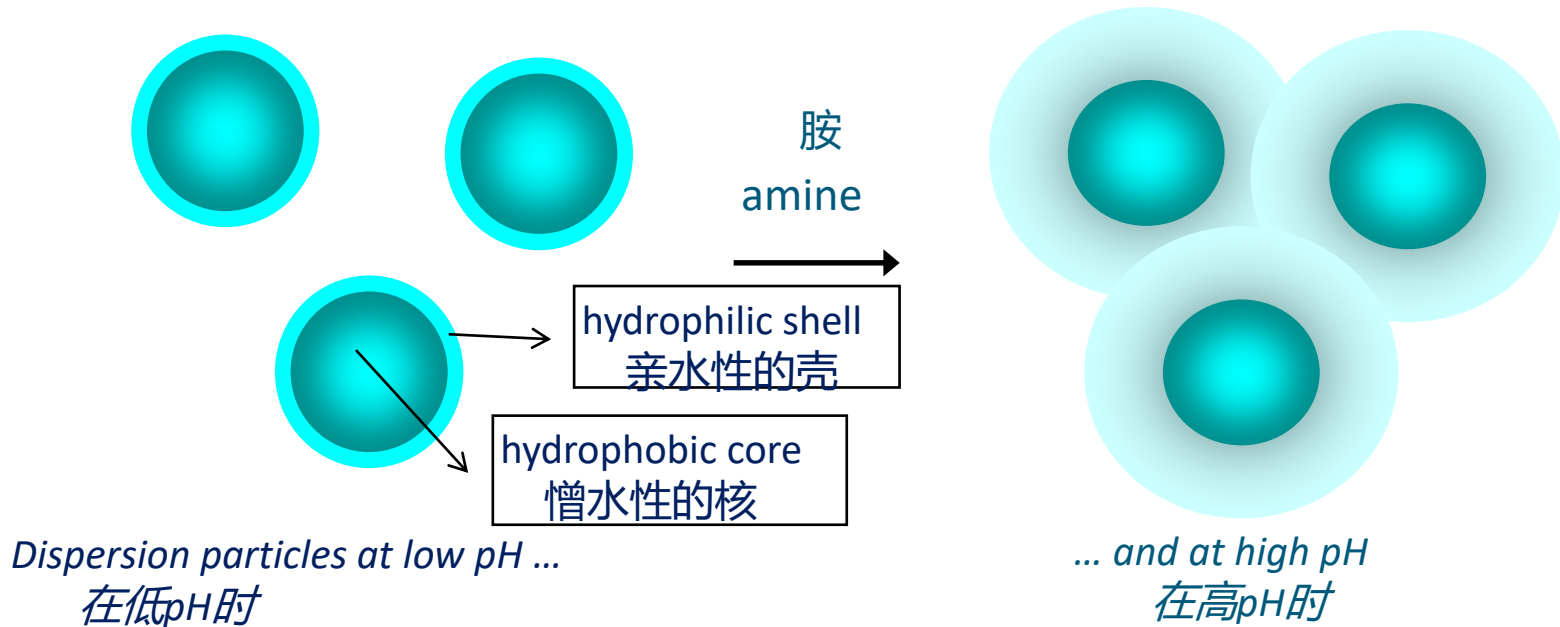 胺
amine
hydrophilic shell
亲水性的壳
hydrophobic core
憎水性的核
Dispersion particles at low pH ...
在低pH时
... and at high pH
在高pH时